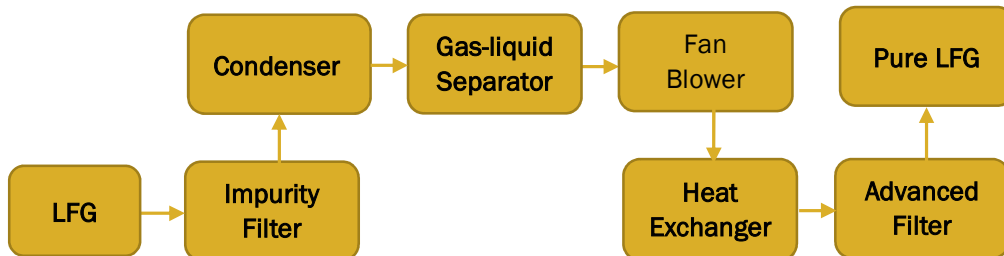 LFG
Impurity
Filter
Condenser
Gas-liquid
Separator
Fan
Blower
Heat
Exchanger
Advanced
Filter
Pure LFG